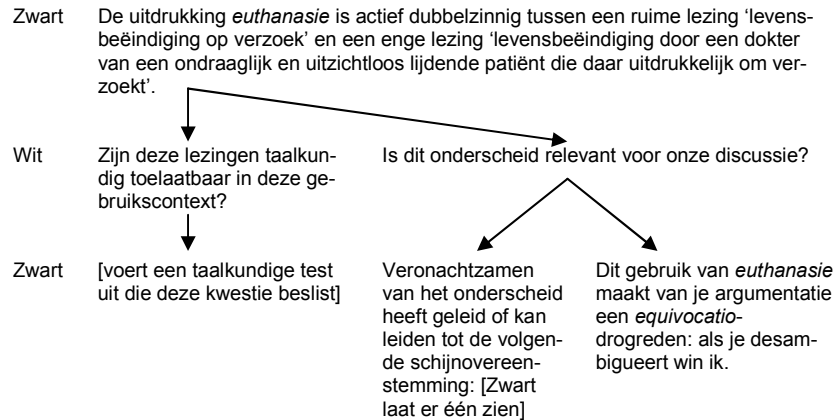 Zwart De uitdrukking euthanasie is actief dubbelzinnig tussen een ruime lezing ‘levens-
beëindiging op verzoek’ en een enge lezing ‘levensbeëindiging door een dokter
van een ondraaglijk en uitzichtloos lijdende patiënt die daar uitdrukkelijk om ver-
zoekt’.
Wit Zijn deze lezingen taalkun-
dig toelaatbaar in deze ge-
bruikscontext?
Is dit onderscheid relevant voor onze discussie?
Zwart [voert een taalkundige test
uit die deze kwestie beslist]
Veronachtzamen
van het onderscheid
heeft geleid of kan
leiden tot de volgen-
de schijnovereen-
stemming: [Zwart
laat er één zien]
Dit gebruik van euthanasie
maakt van je argumentatie
een equivocatio-
drogreden: als je desam-
bigueert win ik.